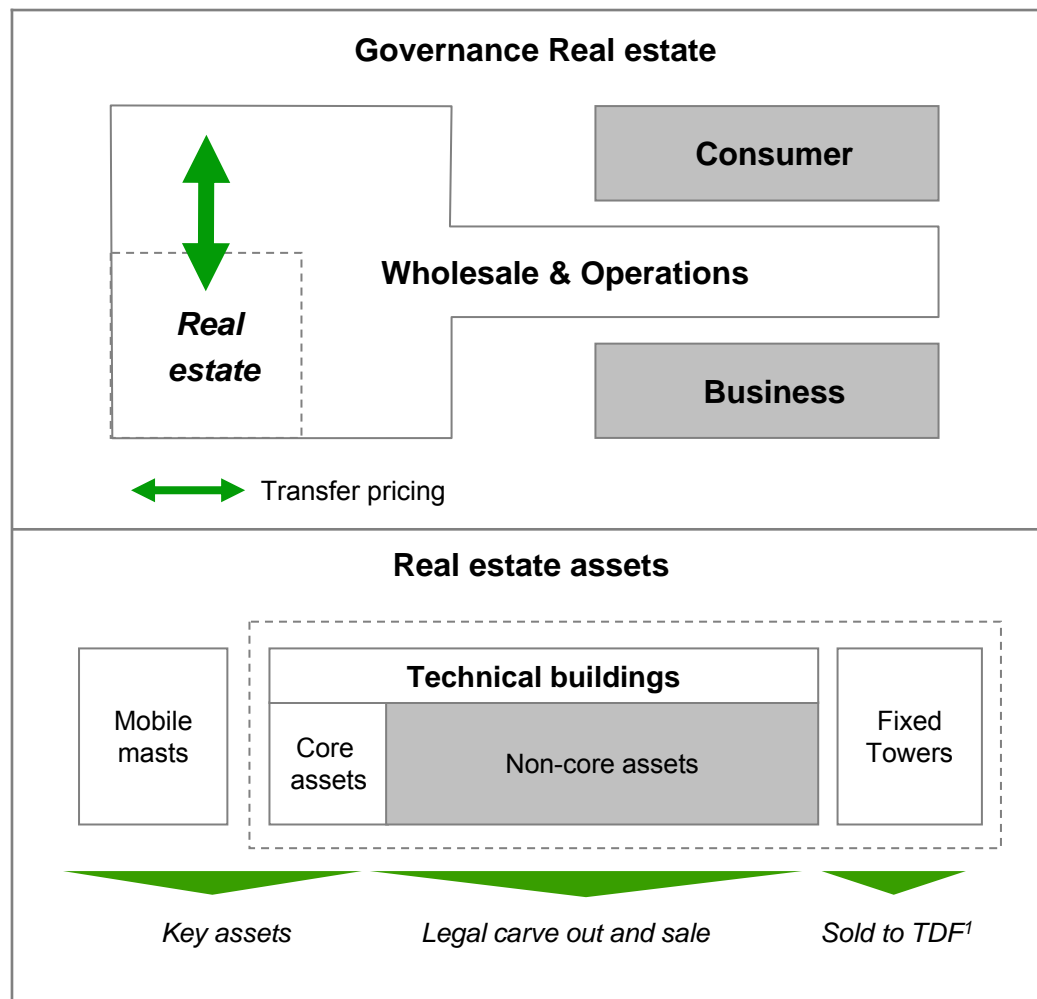 Governance Real estate
Consumer
Wholesale & Operations
Real
estate
Business
Transfer pricing
Real estate assets
Technical buildings
Mobile
masts
Core
assets
Non-core assets
Fixed
Towers
Key assets
Legal carve out and sale
Sold to TDF¹